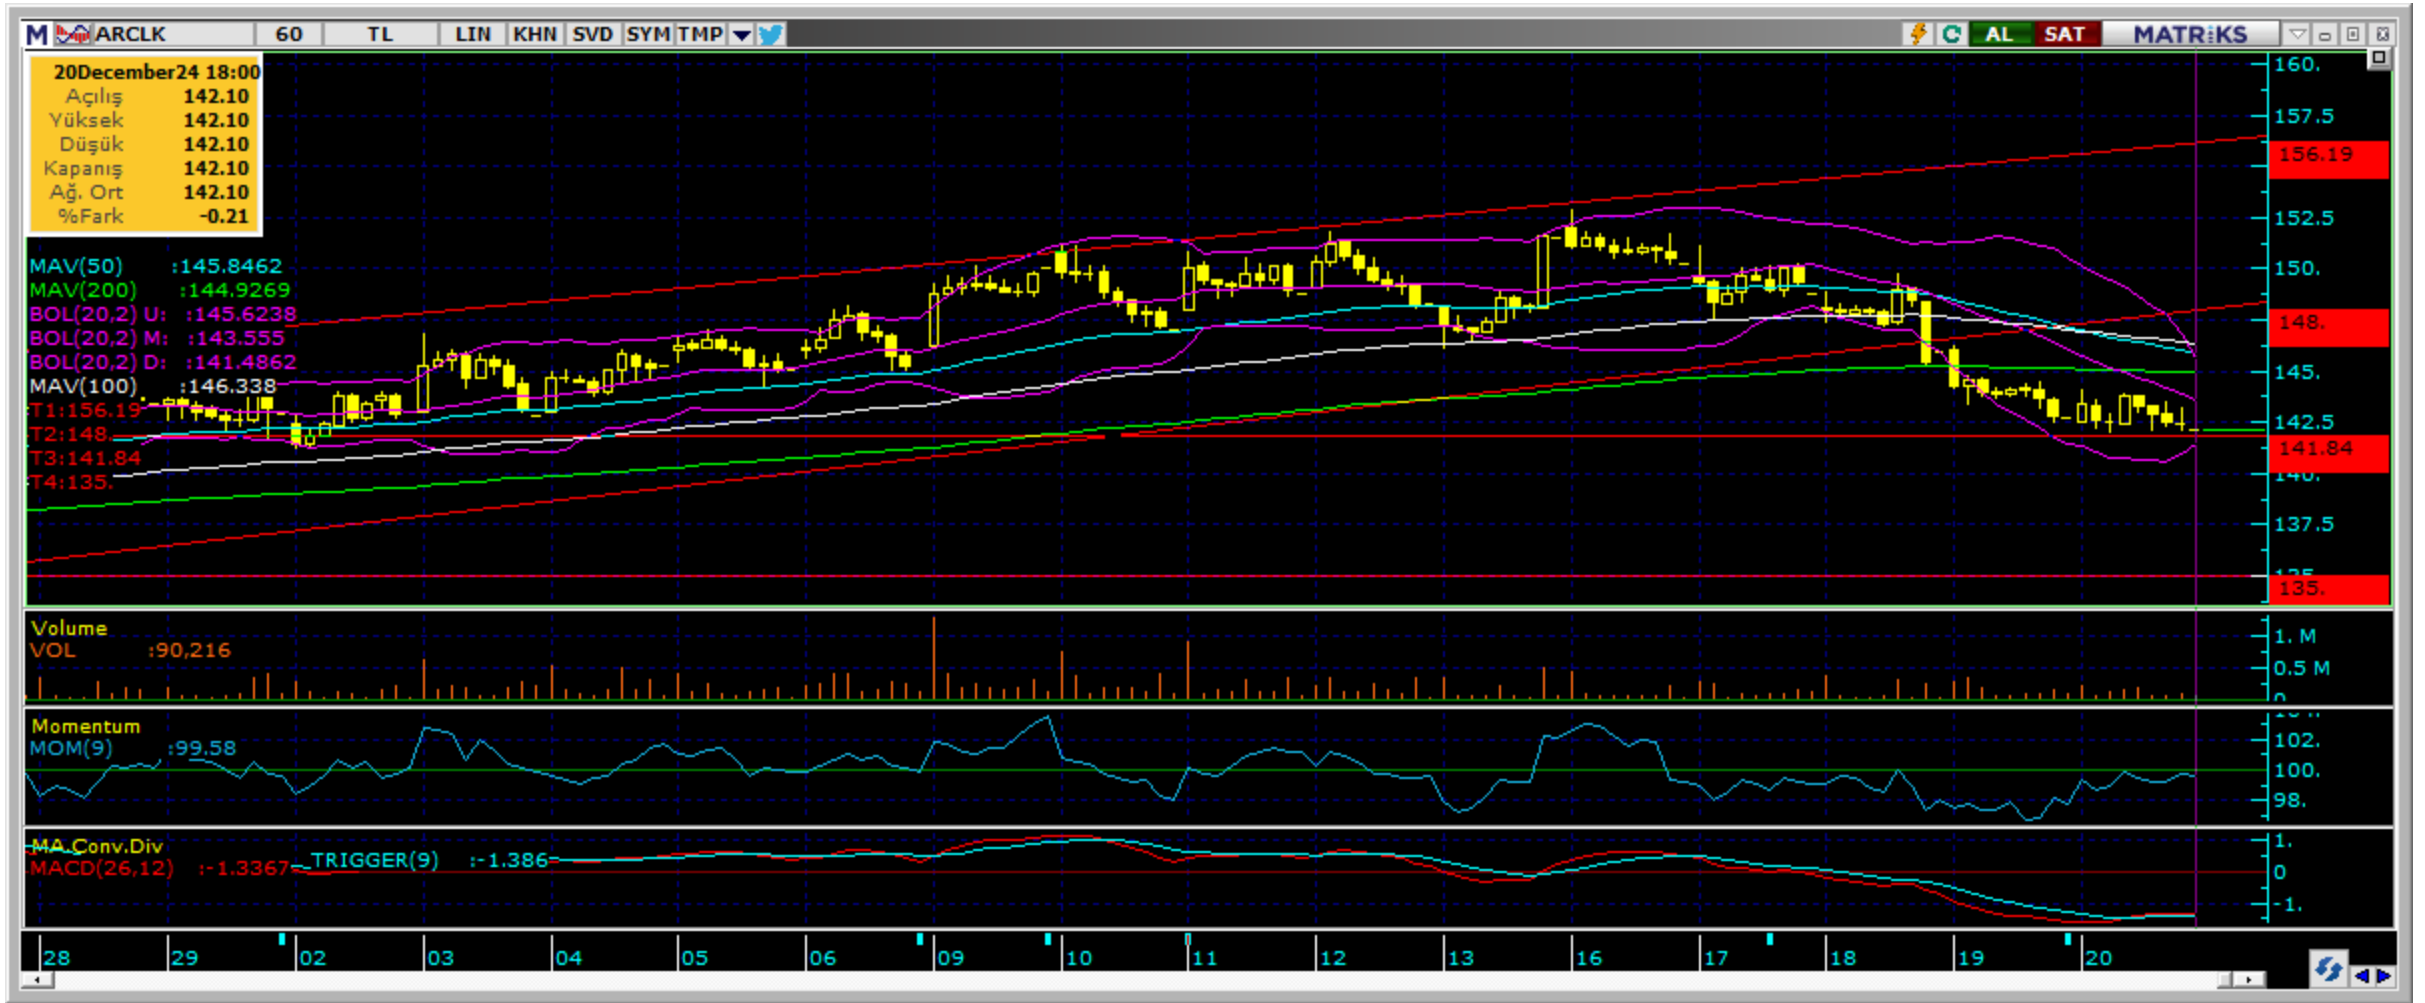 M ARCLK 60 TL LIN KHN SVD SYM TMP AL SAT MATRiKS
20December24 18:00
Açılış 142.10
Yüksek 142.10
Düşük 142.10
Kapanış 142.10
Ağ. Ort 142.10
%Fark -0.21
MAV(50) :145.8462
MAV(200) :144.9269
BOL(20,2) U: :145.6238
BOL(20,2) M: :143.555
BOL(20,2) D: :141.4862
MAV(100) :146.338
T1:156.19
T2:148.
T3:141.84
T4:135.
160.
157.5
156.19
152.5
150.
148.
145.
142.5
141.84
140.
137.5
135.
135.
Volume
VOL :90,216
1. M
0.5 M
0
Momentum
MOM(9) :99.58
104.
102.
100.
98.
MA.Conv.Div
MACD(26,12) :-1.3367 TRIGGER(9) :-1.386
1.
0
-1.
28 29 02 03 04 05 06 09 10 11 12 13 16 17 18 19 20